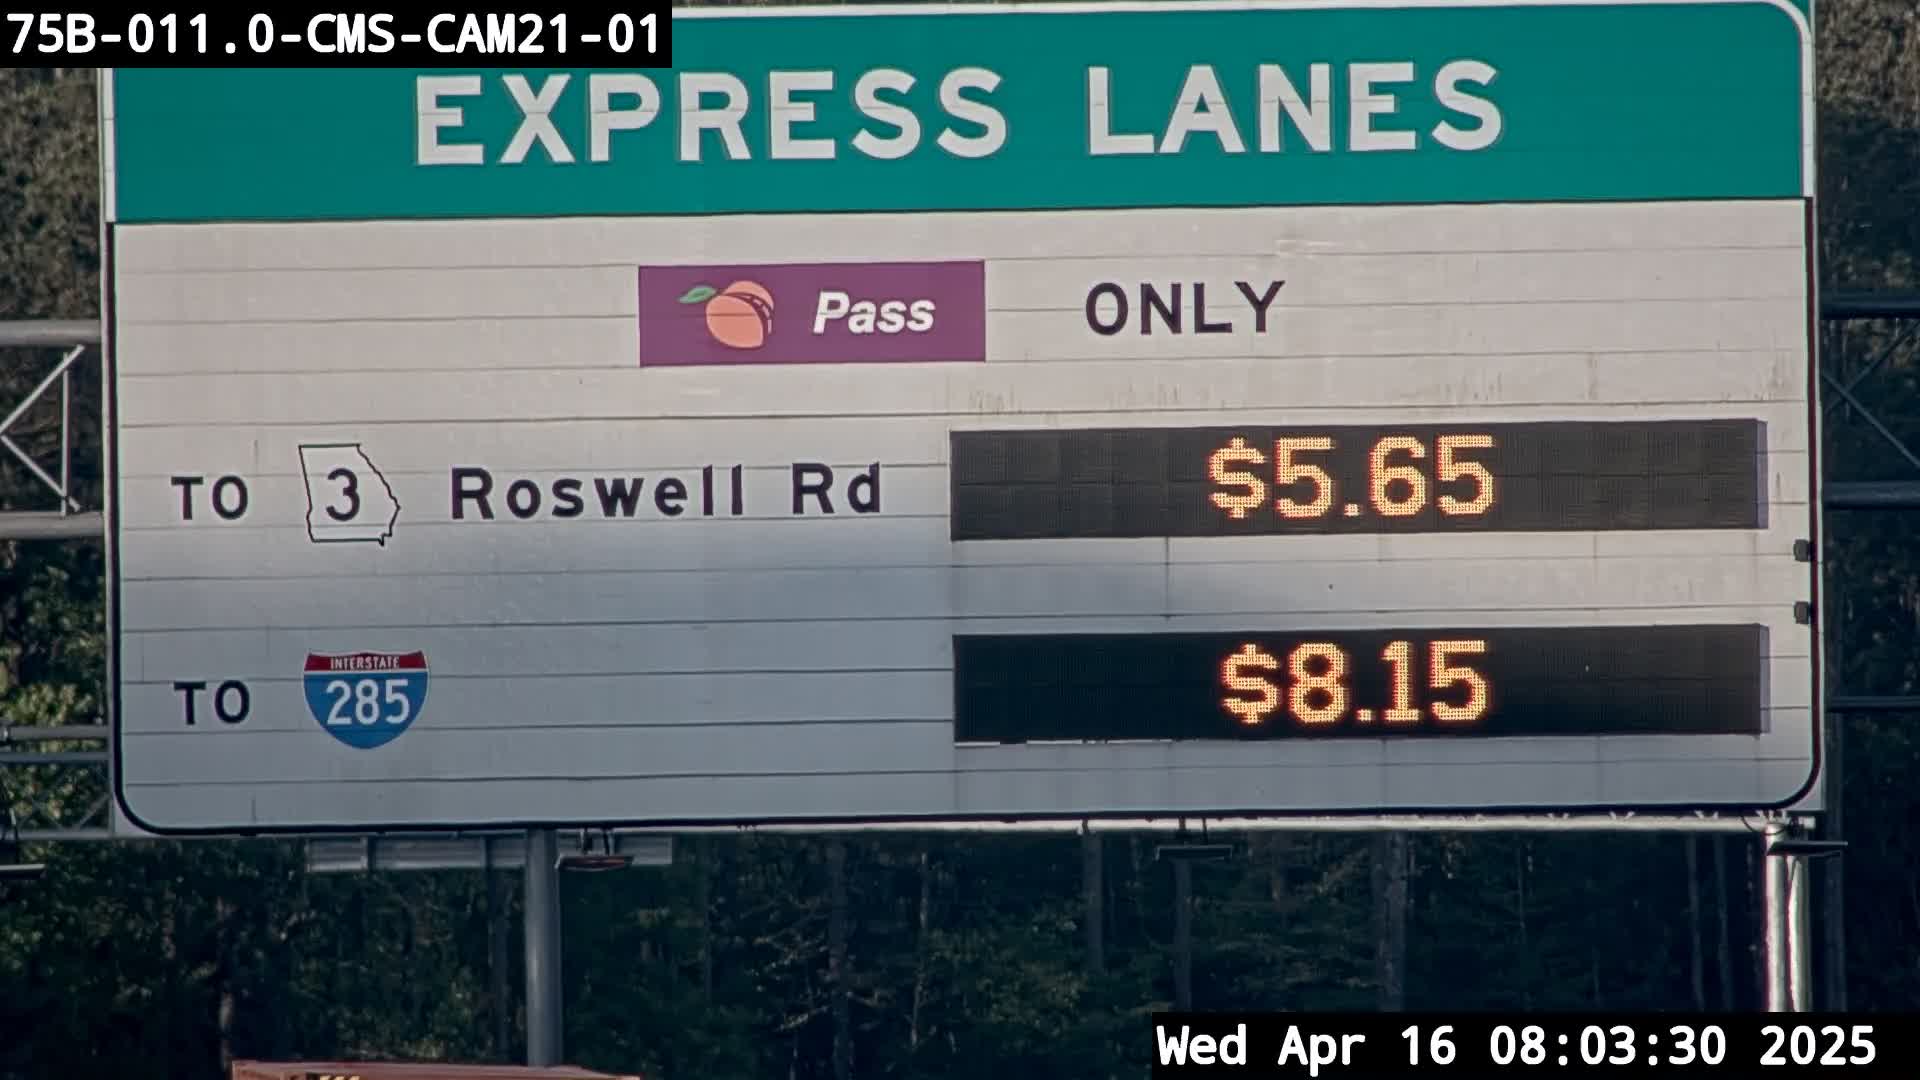 75B-011.0-CMS-CAM21-01
EXPRESS LANES
Pass ONLY
TO 3 Roswell Rd $5.65
INTERSTATE
TO 285 $8.15
Wed Apr 16 08:03:30 2025